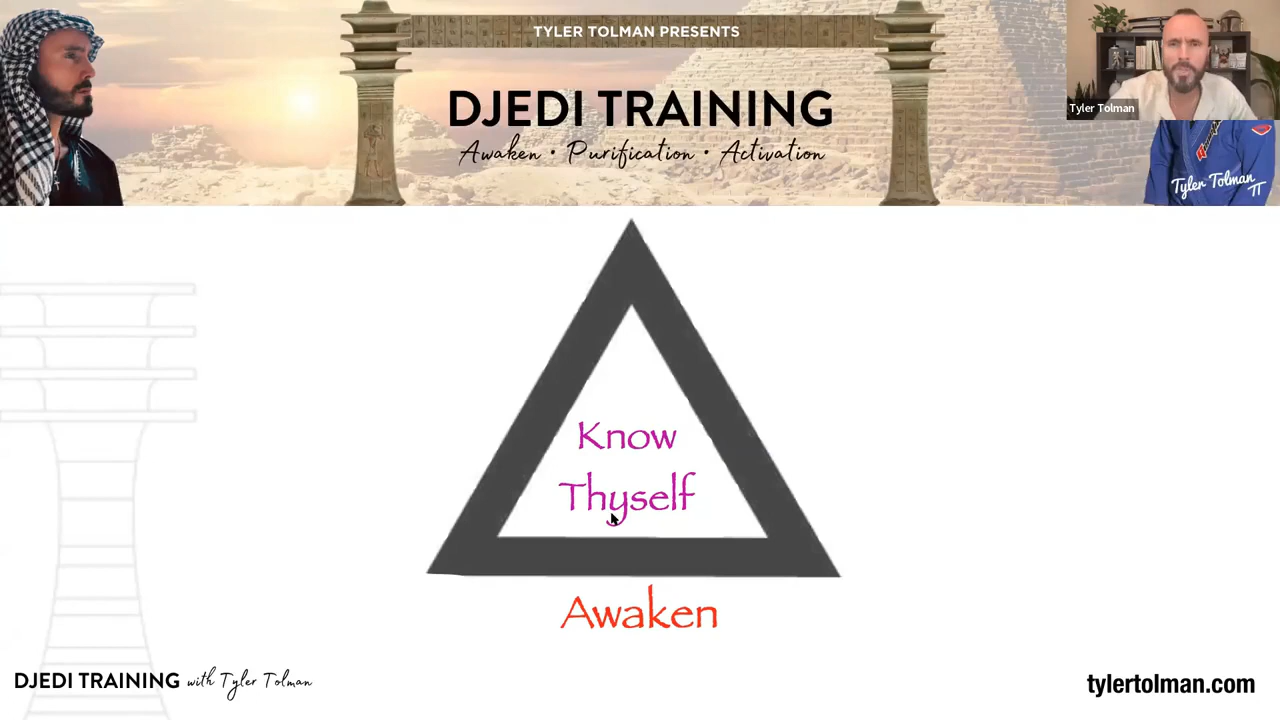 TYLER TOLMAN PRESENTS
DJEDI TRAINING
Awaken • Purification • Activation
Tyler Tolman
Tyler Tolman
TT
Know
Thyself
Awaken
DJEDI TRAINING with Tyler Tolman
tylertolman.com